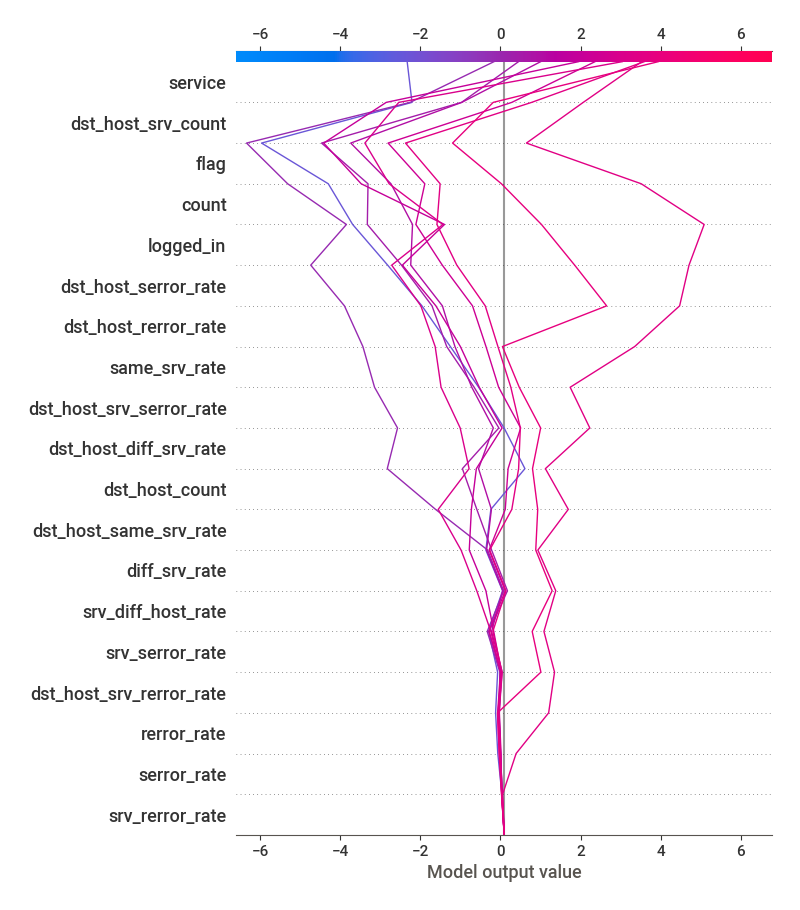 −6 −4 −2 0 2 4 6
service
dst_host_srv_count
flag
count
logged_in
dst_host_serror_rate
dst_host_rerror_rate
same_srv_rate
dst_host_srv_serror_rate
dst_host_diff_srv_rate
dst_host_count
dst_host_same_srv_rate
diff_srv_rate
srv_diff_host_rate
srv_serror_rate
dst_host_srv_rerror_rate
rerror_rate
serror_rate
srv_rerror_rate
−6 −4 −2 0 2 4 6
Model output value